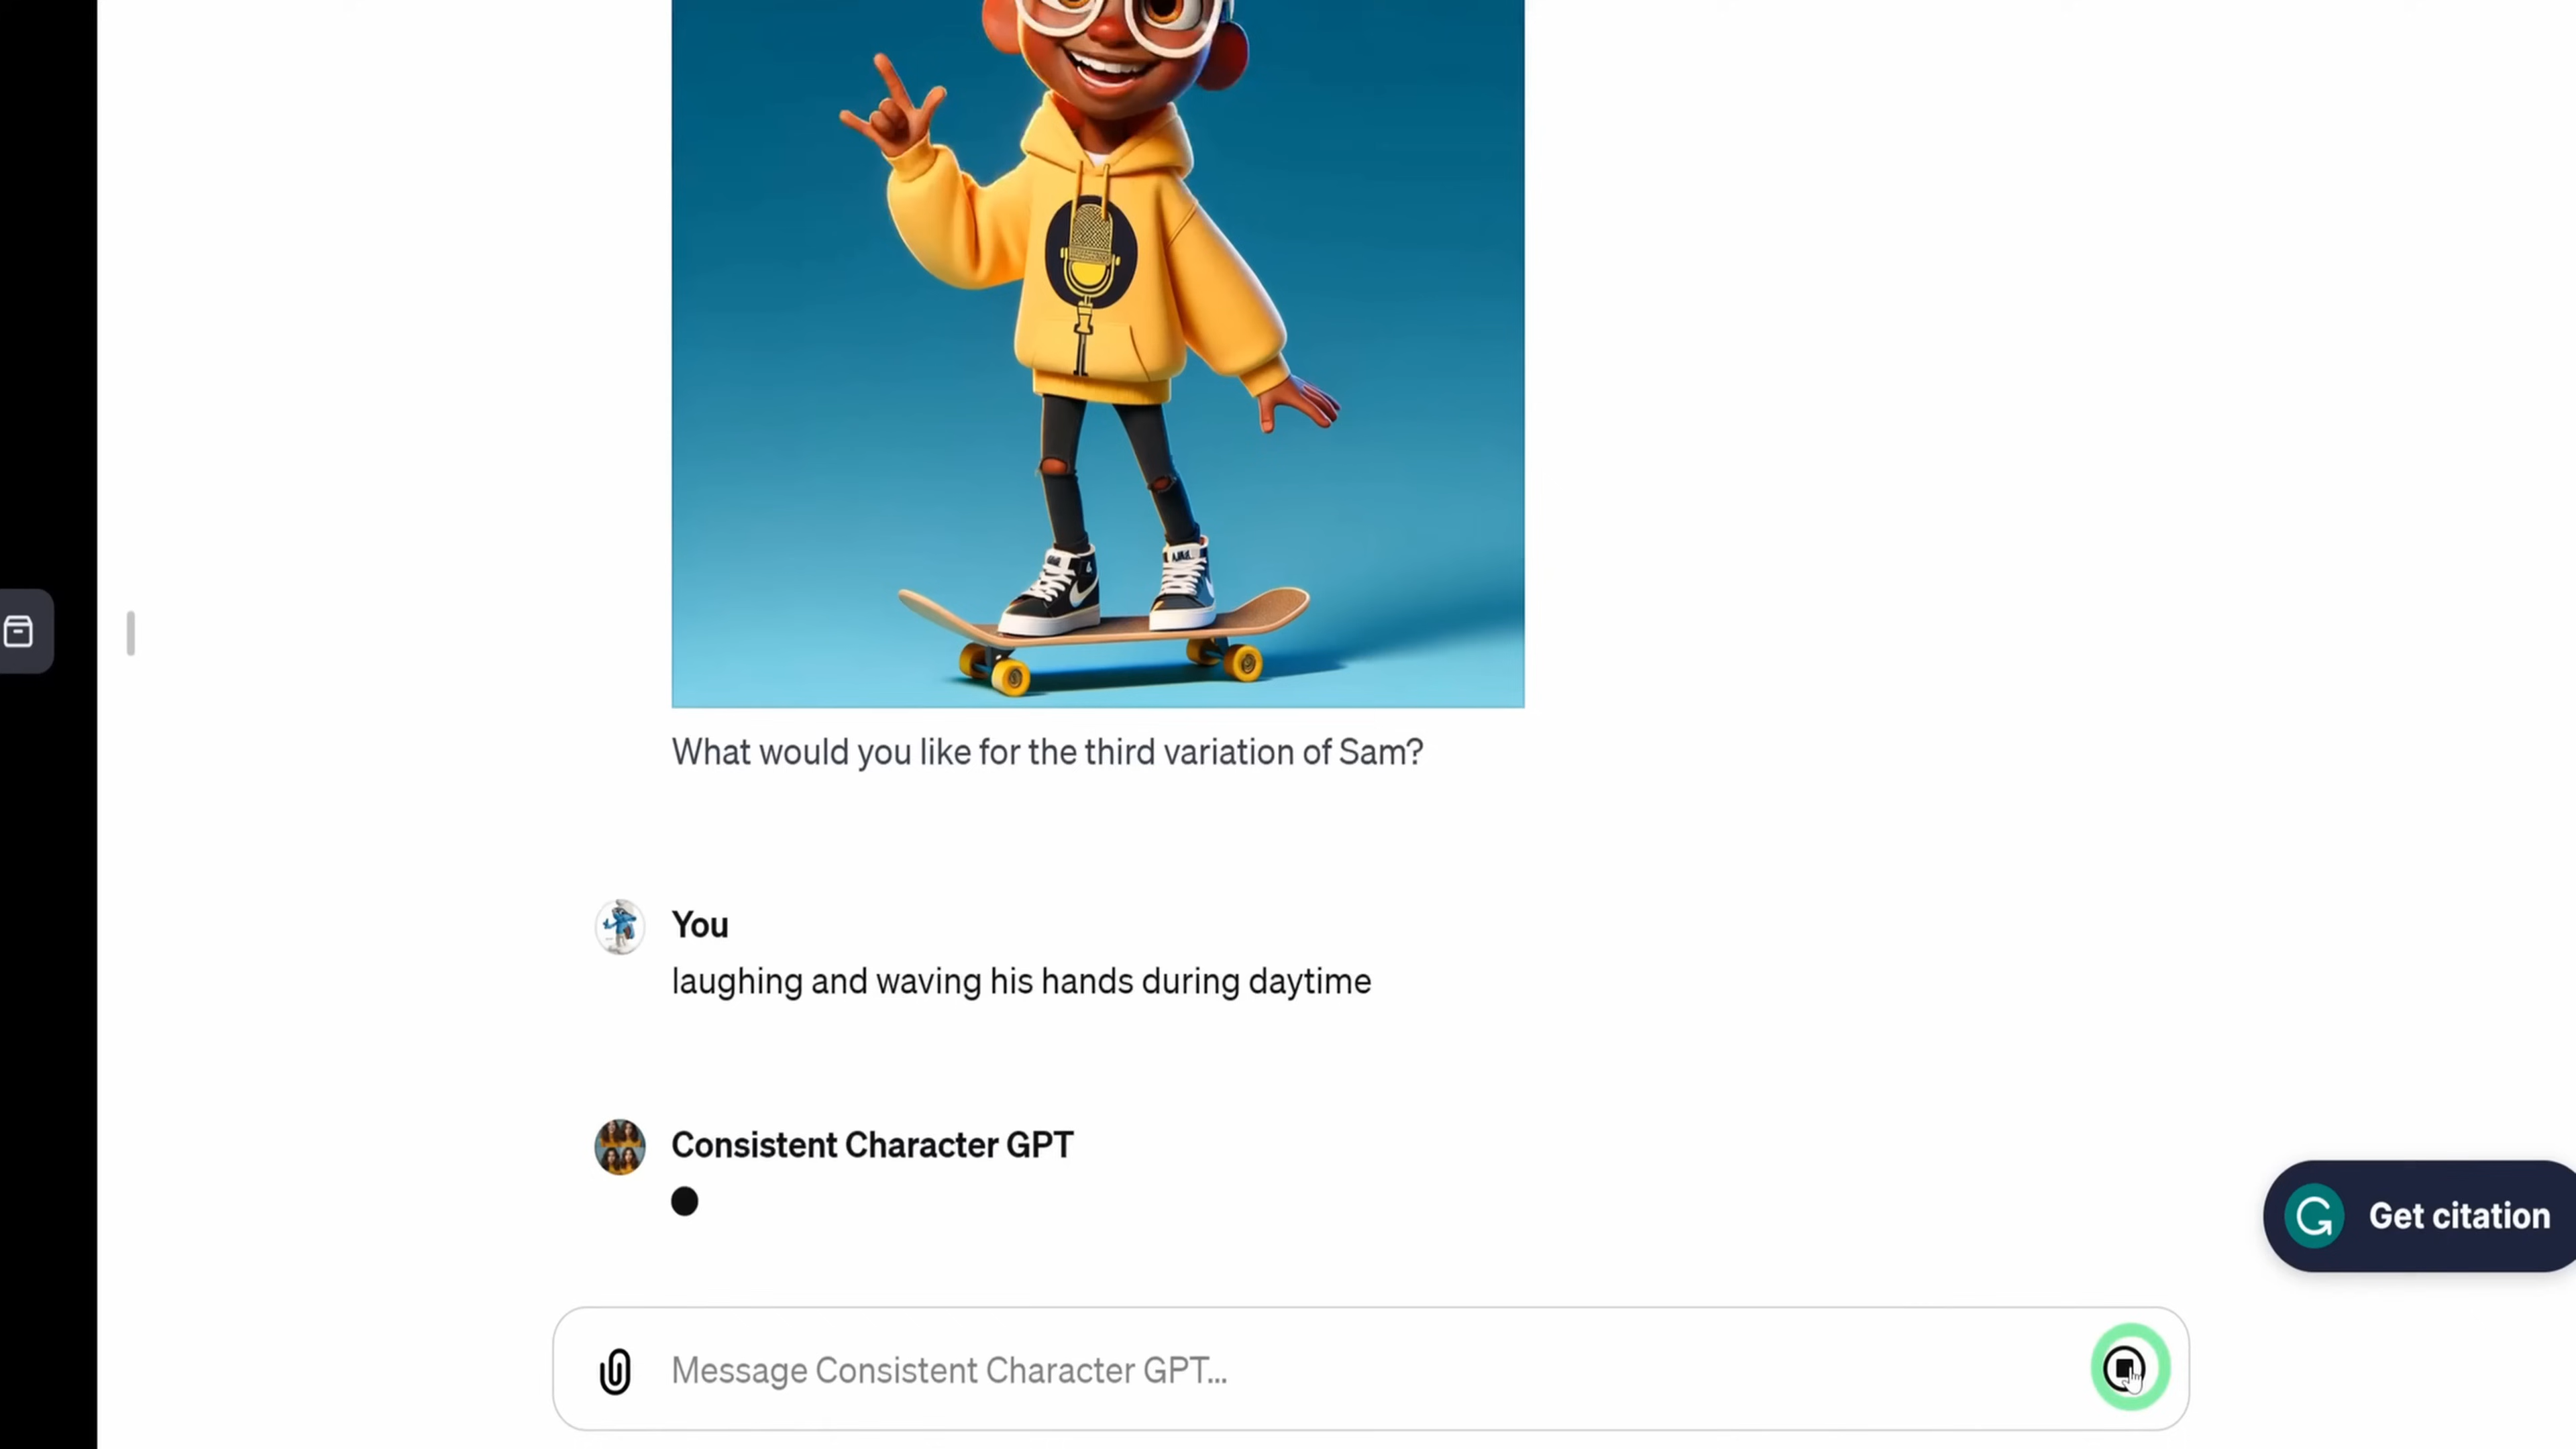 What would you like for the third variation of Sam?
You
laughing and waving his hands during daytime
Consistent Character GPT
Get citation
Message Consistent Character GPT...